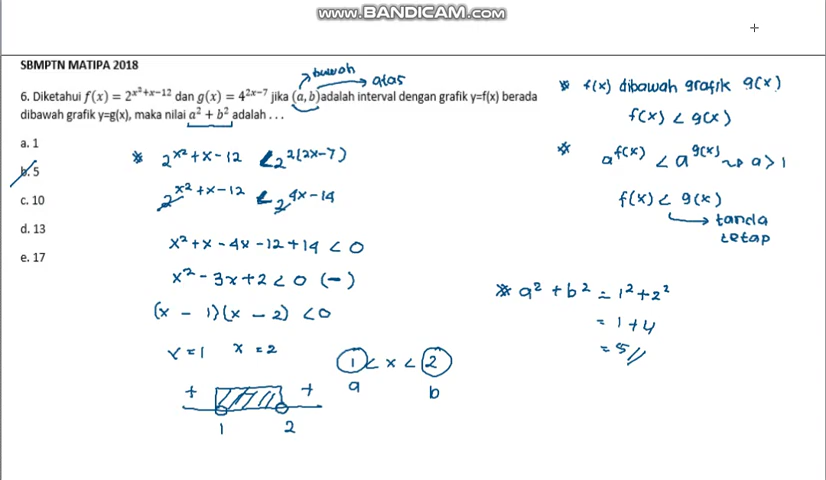 WWW.BANDICAM.COM
SBMPTN MATIPA 2018
bawah
atas
6. Diketahui f(x) = 2^{x²+x−12} dan g(x) = 4^{2x−7} jika (a, b) adalah interval dengan grafik y=f(x) berada
dibawah grafik y=g(x), maka nilai a² + b² adalah . . .
a. 1
b. 5
c. 10
d. 13
e. 17
* 2^{x²+x−12} < 2^{2(2x−7)}
2^{x²+x−12} < 2^{4x−14}
x² + x − 4x − 12 + 14 < 0
x² − 3x + 2 < 0 (−)
(x − 1)(x − 2) < 0
x = 1 x = 2
+ +
1 2
1 < x < 2
a b
* f(x) dibawah grafik g(x)
f(x) < g(x)
* a^{f(x)} < a^{g(x)} ⇝ a > 1
f(x) < g(x)
→ tanda
tetap
* a² + b² = 1² + 2²
= 1 + 4
= 5 //